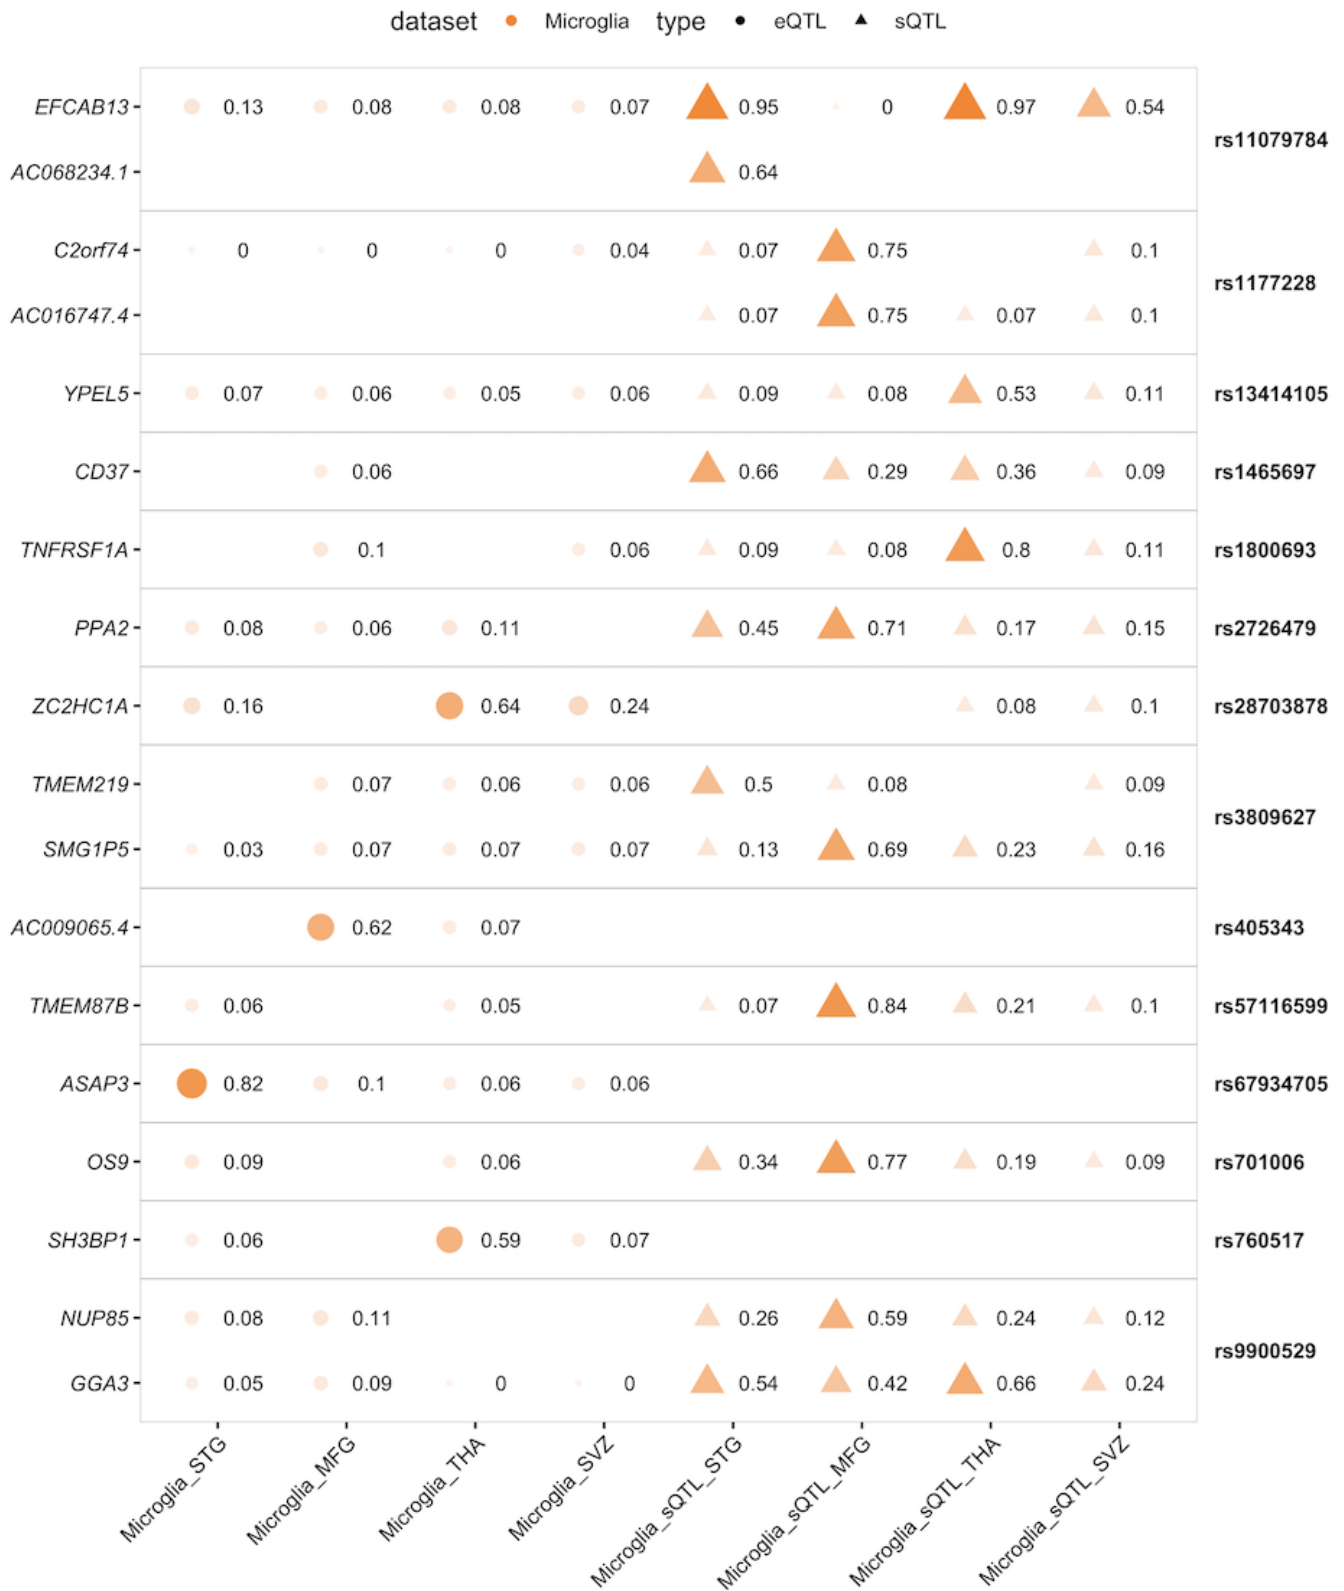 dataset Microglia type eQTL sQTL
EFCAB13 0.13 0.08 0.08 0.07 0.95 0 0.97 0.54
rs11079784
AC068234.1 0.64
C2orf74 0 0 0 0.04 0.07 0.75 0.1
rs1177228
AC016747.4 0.07 0.75 0.07 0.1
YPEL5 0.07 0.06 0.05 0.06 0.09 0.08 0.53 0.11 rs13414105
CD37 0.06 0.66 0.29 0.36 0.09 rs1465697
TNFRSF1A 0.1 0.06 0.09 0.08 0.8 0.11 rs1800693
PPA2 0.08 0.06 0.11 0.45 0.71 0.17 0.15 rs2726479
ZC2HC1A 0.16 0.64 0.24 0.08 0.1 rs28703878
TMEM219 0.07 0.06 0.06 0.5 0.08 0.09
rs3809627
SMG1P5 0.03 0.07 0.07 0.07 0.13 0.69 0.23 0.16
AC009065.4 0.62 0.07 rs405343
TMEM87B 0.06 0.05 0.07 0.84 0.21 0.1 rs57116599
ASAP3 0.82 0.1 0.06 0.06 rs67934705
OS9 0.09 0.06 0.34 0.77 0.19 0.09 rs701006
SH3BP1 0.06 0.59 0.07 rs760517
NUP85 0.08 0.11 0.26 0.59 0.24 0.12
rs9900529
GGA3 0.05 0.09 0 0 0.54 0.42 0.66 0.24
Microglia_STG
Microglia_MFG
Microglia_THA
Microglia_SVZ
Microglia_sQTL_STG
Microglia_sQTL_MFG
Microglia_sQTL_THA
Microglia_sQTL_SVZ